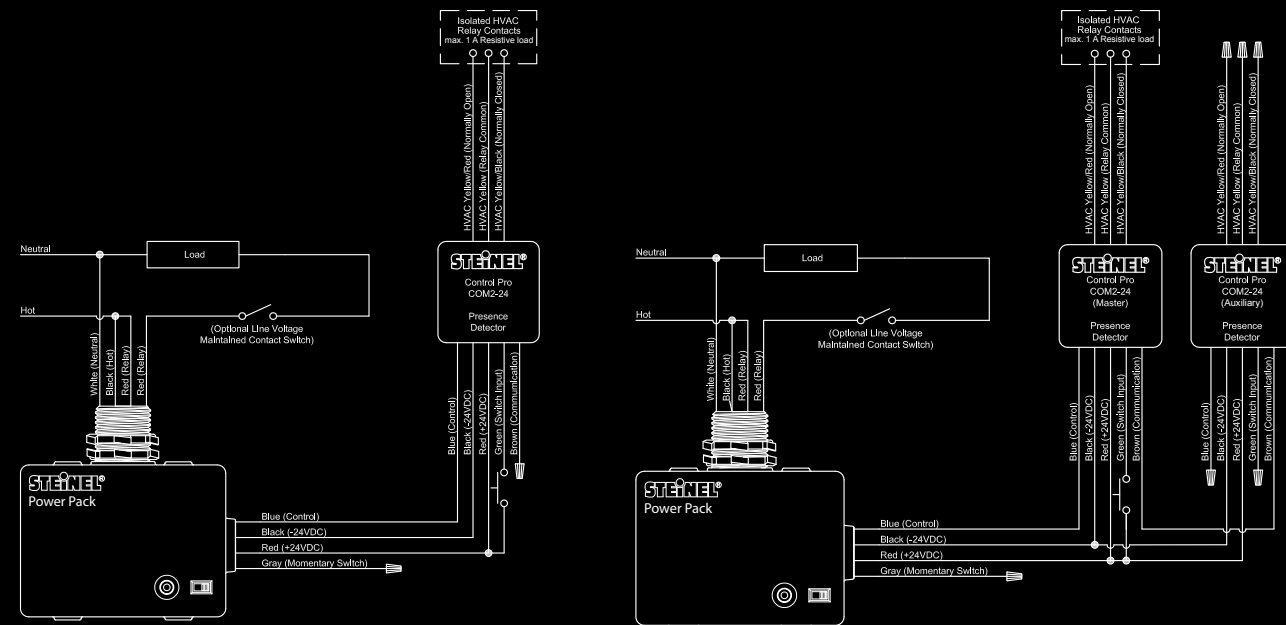 Isolated HVAC
Relay Contacts
max. 1 A Resistive load
HVAC Yellow/Red (Normally Open)
HVAC Yellow (Relay Common)
HVAC Yellow/Black (Normally Closed)
Neutral
Load
Hot
(Optional Line Voltage
Maintained Contact Switch)
White (Neutral)
Black (Hot)
Red (Relay)
Red (Relay)
STEINEL®
Control Pro
COM2-24
Presence
Detector
Blue (Control)
Black (-24VDC)
Red (+24VDC)
Green (Switch Input)
Brown (Communication)
STEINEL®
Power Pack
Blue (Control)
Black (-24VDC)
Red (+24VDC)
Gray (Momentary Switch)
Isolated HVAC
Relay Contacts
max. 1 A Resistive load
HVAC Yellow/Red (Normally Open)
HVAC Yellow (Relay Common)
HVAC Yellow/Black (Normally Closed)
HVAC Yellow/Red (Normally Open)
HVAC Yellow (Relay Common)
HVAC Yellow/Black (Normally Closed)
Neutral
Load
Hot
(Optional Line Voltage
Maintained Contact Switch)
White (Neutral)
Black (Hot)
Red (Relay)
Red (Relay)
STEINEL®
Control Pro
COM2-24
(Master)
Presence
Detector
STEINEL®
Control Pro
COM2-24
(Auxiliary)
Presence
Detector
Blue (Control)
Black (-24VDC)
Red (+24VDC)
Green (Switch Input)
Brown (Communication)
Blue (Control)
Black (-24VDC)
Red (+24VDC)
Green (Switch Input)
Brown (Communication)
STEINEL®
Power Pack
Blue (Control)
Black (-24VDC)
Red (+24VDC)
Gray (Momentary Switch)